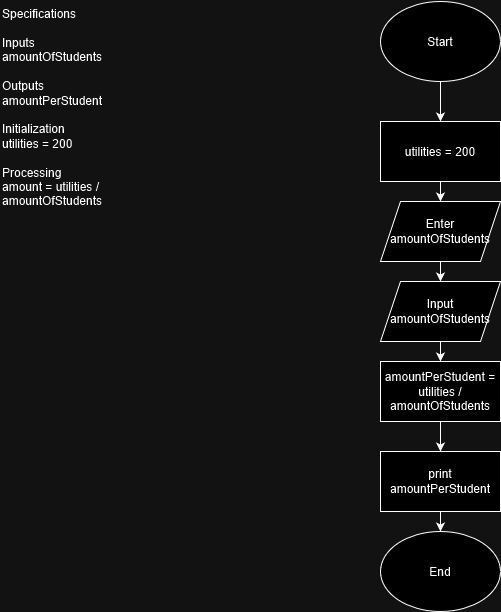 Specifications
Inputs
amountOfStudents
Outputs
amountPerStudent
Initialization
utilities = 200
Processing
amount = utilities /
amountOfStudents
Start
utilities = 200
Enter
amountOfStudents
Input
amountOfStudents
amountPerStudent =
utilities /
amountOfStudents
print
amountPerStudent
End